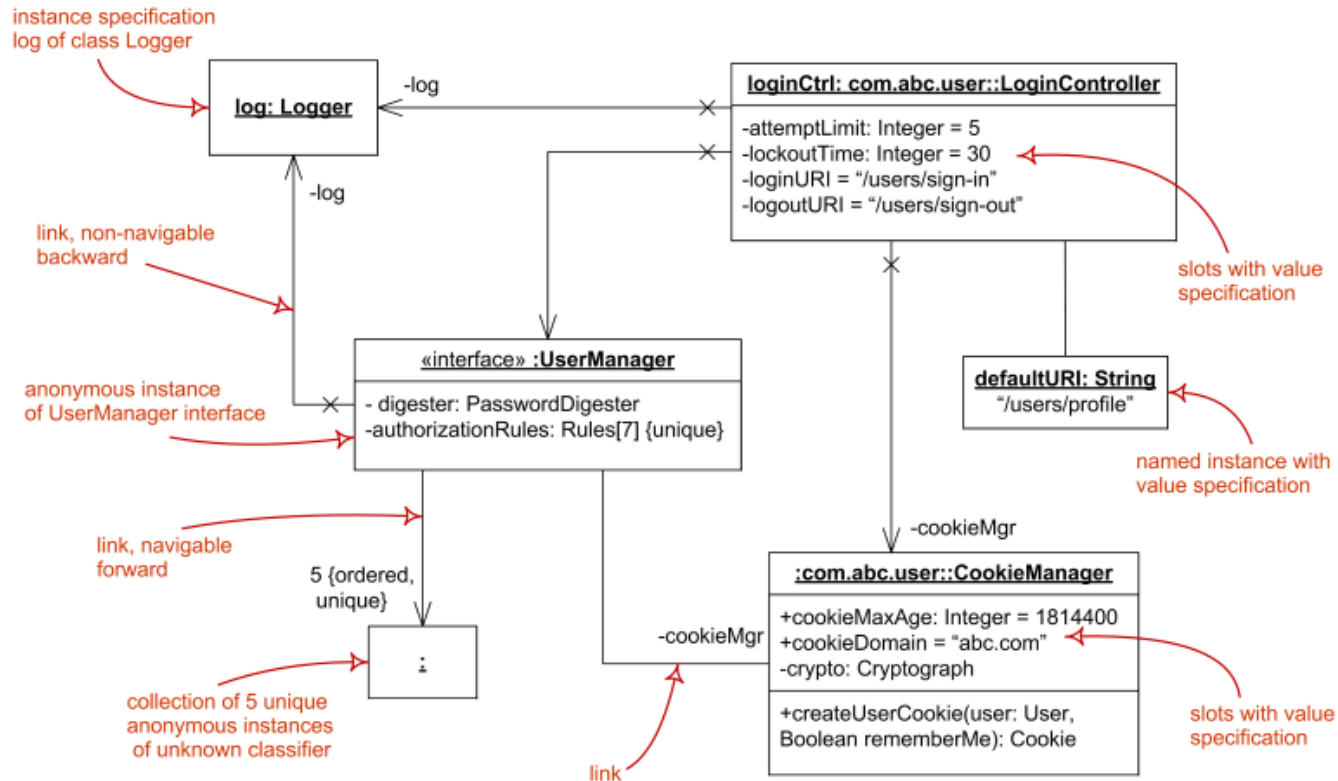 instance specification
log of class Logger
log: Logger
-log
loginCtrl: com.abc.user::LoginController
-attemptLimit: Integer = 5
-lockoutTime: Integer = 30
-loginURI = “/users/sign-in”
-logoutURI = “/users/sign-out”
-log
link, non-navigable
backward
slots with value
specification
«interface» :UserManager
- digester: PasswordDigester
-authorizationRules: Rules[7] {unique}
anonymous instance
of UserManager interface
defaultURI: String
“/users/profile”
named instance with
value specification
link, navigable
forward
5 {ordered,
unique}
:
collection of 5 unique
anonymous instances
of unknown classifier
-cookieMgr
-cookieMgr
link
:com.abc.user::CookieManager
+cookieMaxAge: Integer = 1814400
+cookieDomain = “abc.com”
-crypto: Cryptograph
+createUserCookie(user: User,
Boolean rememberMe): Cookie
slots with value
specification